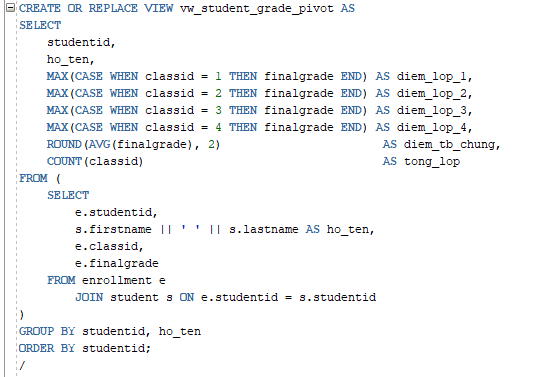 CREATE OR REPLACE VIEW vw_student_grade_pivot AS
SELECT
    studentid,
    ho_ten,
    MAX(CASE WHEN classid = 1 THEN finalgrade END) AS diem_lop_1,
    MAX(CASE WHEN classid = 2 THEN finalgrade END) AS diem_lop_2,
    MAX(CASE WHEN classid = 3 THEN finalgrade END) AS diem_lop_3,
    MAX(CASE WHEN classid = 4 THEN finalgrade END) AS diem_lop_4,
    ROUND(AVG(finalgrade), 2)                       AS diem_tb_chung,
    COUNT(classid)                                  AS tong_lop
FROM (
    SELECT
        e.studentid,
        s.firstname || ' ' || s.lastname AS ho_ten,
        e.classid,
        e.finalgrade
    FROM enrollment e
        JOIN student s ON e.studentid = s.studentid
)
GROUP BY studentid, ho_ten
ORDER BY studentid;
/